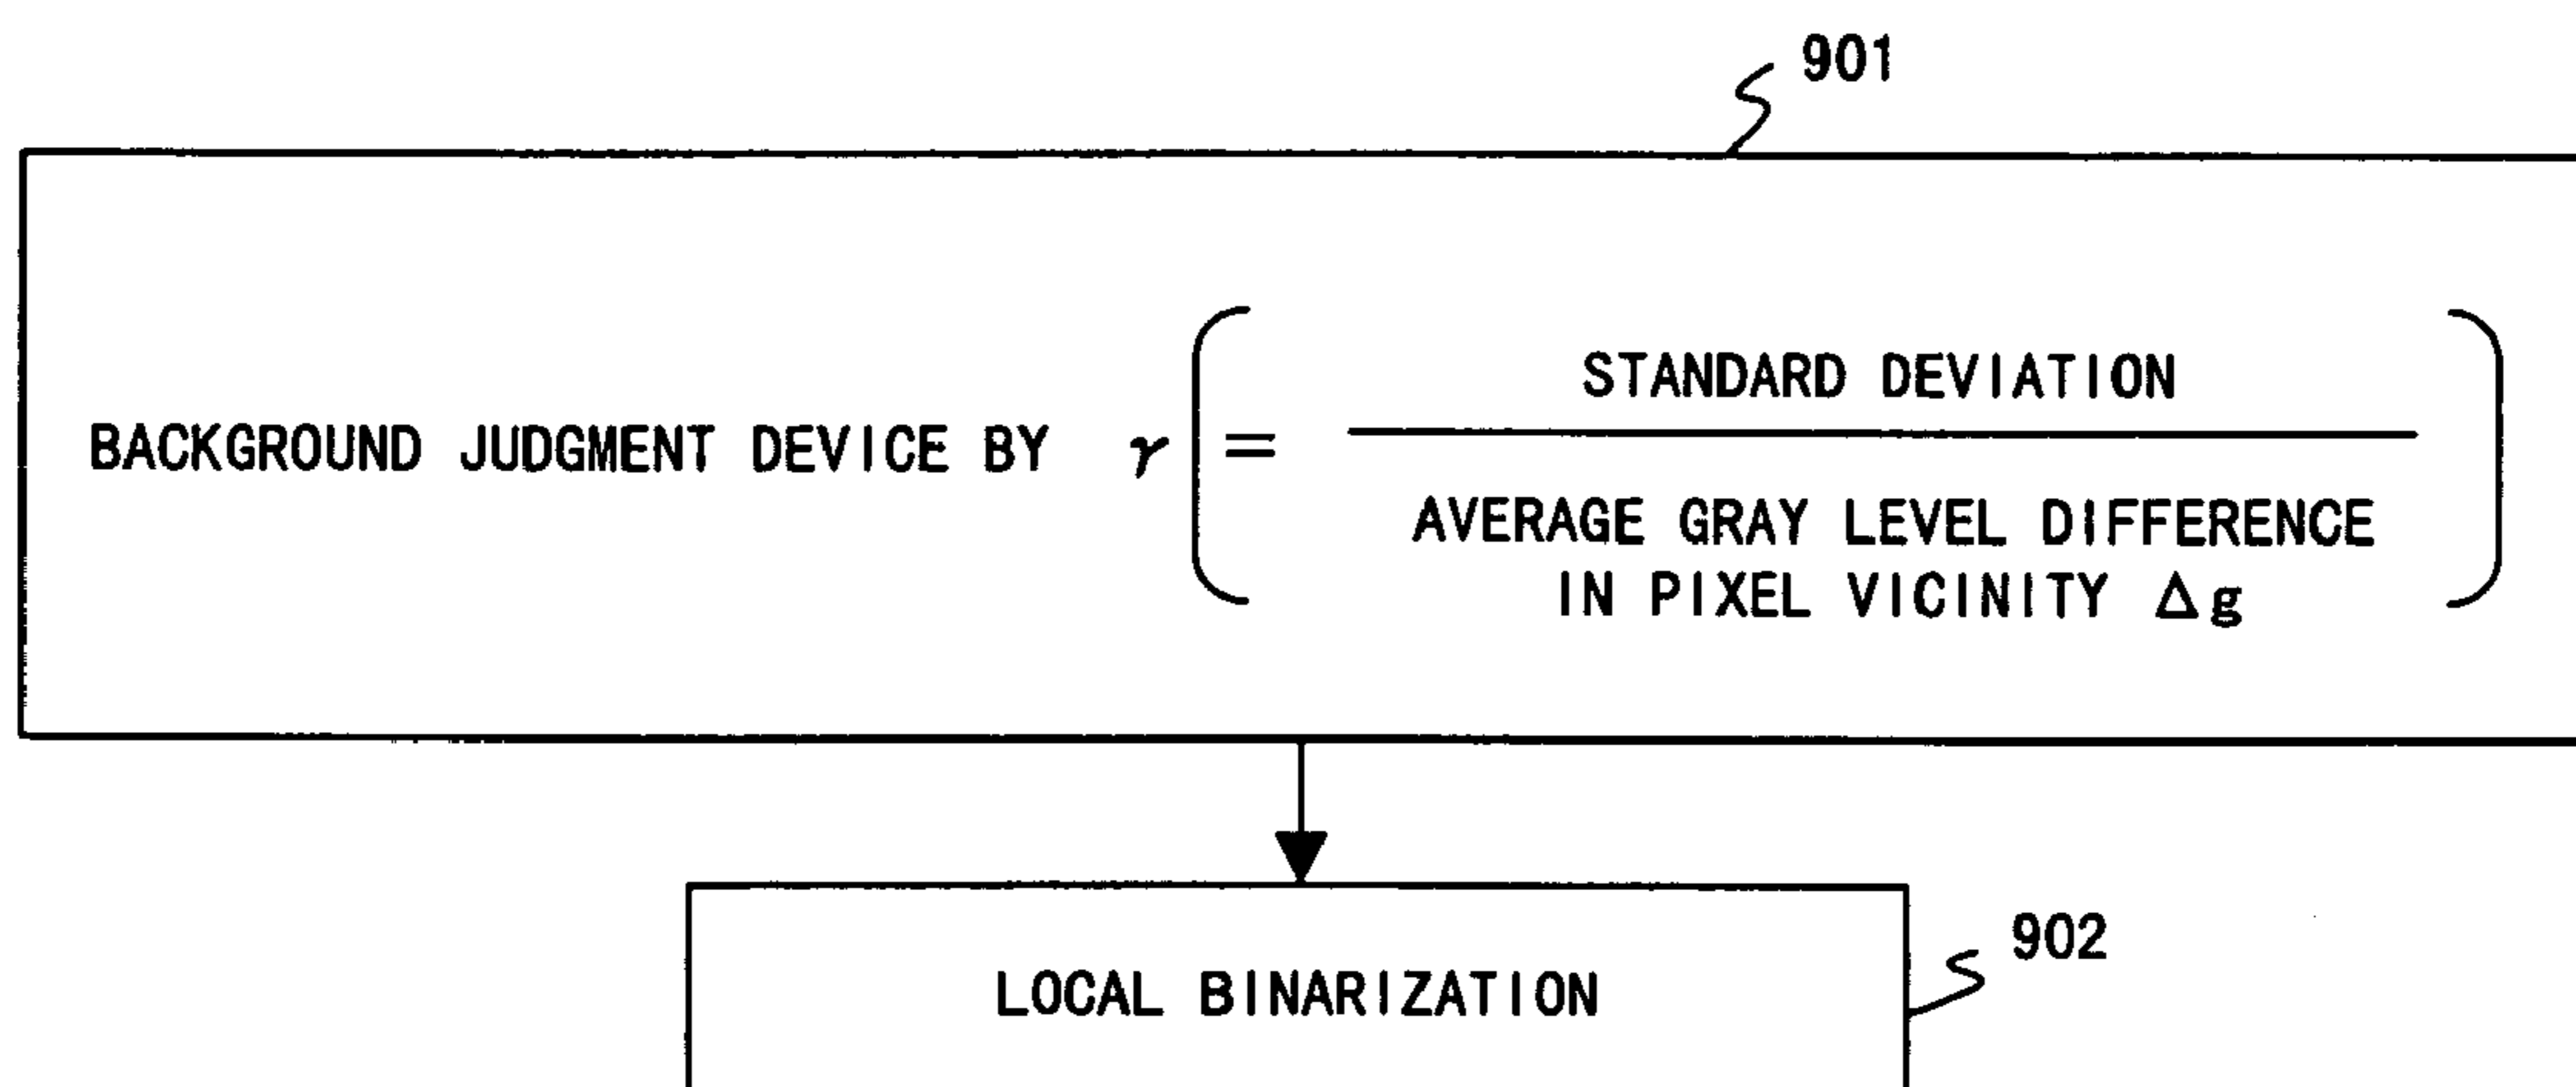 901
STANDARD DEVIATION
BACKGROUND JUDGMENT DEVICE BY r ( = )
AVERAGE GRAY LEVEL DIFFERENCE
IN PIXEL VICINITY Δg
902
LOCAL BINARIZATION